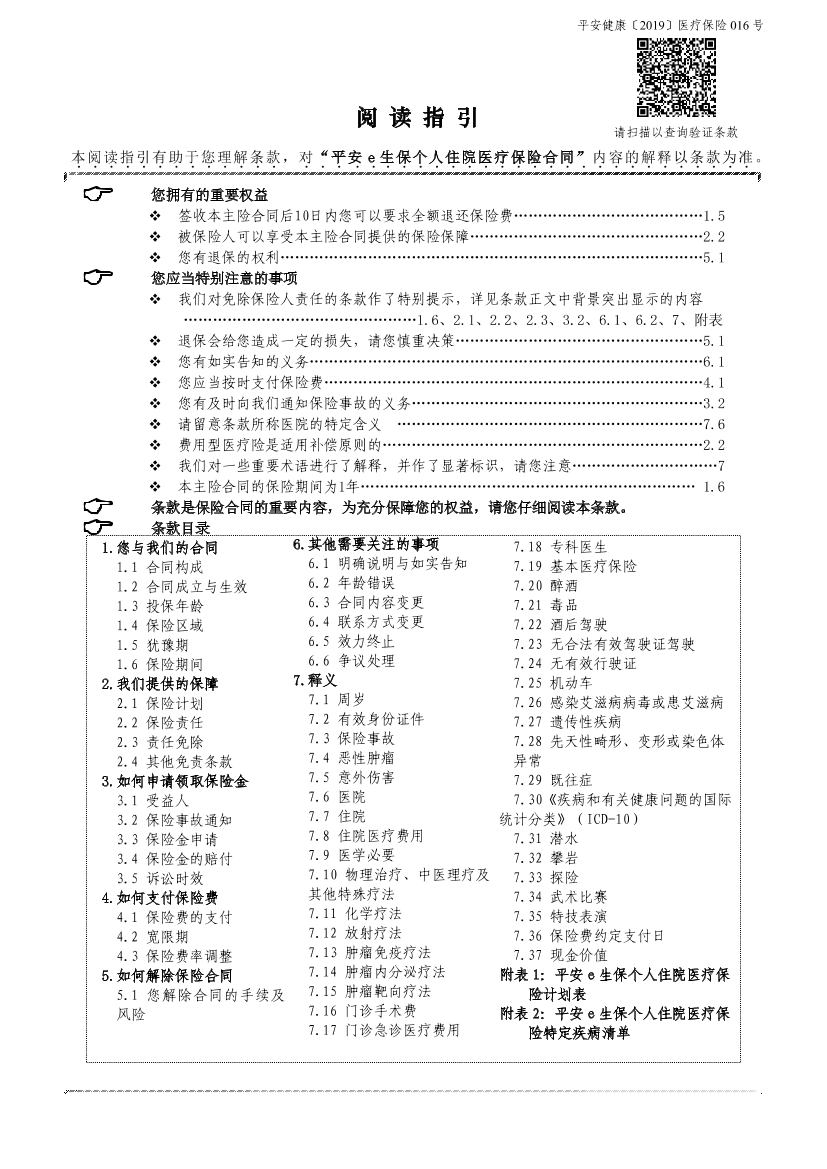 平安健康〔2019〕医疗保险 016 号
请扫描以查询验证条款
阅 读 指 引
本阅读指引有助于您理解条款，对“平安 e 生保个人住院医疗保险合同”内容的解释以条款为准。
您拥有的重要权益
❖ 签收本主险合同后10日内您可以要求全额退还保险费……………………………………1.5
❖ 被保险人可以享受本主险合同提供的保险保障……………………………………………2.2
❖ 您有退保的权利………………………………………………………………………………5.1
您应当特别注意的事项
❖ 我们对免除保险人责任的条款作了特别提示，详见条款正文中背景突出显示的内容
…………………………………………1.6、2.1、2.2、2.3、3.2、6.1、6.2、7、附表
❖ 退保会给您造成一定的损失，请您慎重决策………………………………………………5.1
❖ 您有如实告知的义务…………………………………………………………………………6.1
❖ 您应当按时支付保险费………………………………………………………………………4.1
❖ 您有及时向我们通知保险事故的义务………………………………………………………3.2
❖ 请留意条款所称医院的特定含义 …………………………………………………………7.6
❖ 费用型医疗险是适用补偿原则的……………………………………………………………2.2
❖ 我们对一些重要术语进行了解释，并作了显著标识，请您注意…………………………7
❖ 本主险合同的保险期间为1年……………………………………………………………… 1.6
条款是保险合同的重要内容，为充分保障您的权益，请您仔细阅读本条款。
条款目录
1.您与我们的合同
1.1 合同构成
1.2 合同成立与生效
1.3 投保年龄
1.4 保险区域
1.5 犹豫期
1.6 保险期间
2.我们提供的保障
2.1 保险计划
2.2 保险责任
2.3 责任免除
2.4 其他免责条款
3.如何申请领取保险金
3.1 受益人
3.2 保险事故通知
3.3 保险金申请
3.4 保险金的赔付
3.5 诉讼时效
4.如何支付保险费
4.1 保险费的支付
4.2 宽限期
4.3 保险费率调整
5.如何解除保险合同
5.1 您解除合同的手续及
风险
6.其他需要关注的事项
6.1 明确说明与如实告知
6.2 年龄错误
6.3 合同内容变更
6.4 联系方式变更
6.5 效力终止
6.6 争议处理
7.释义
7.1 周岁
7.2 有效身份证件
7.3 保险事故
7.4 恶性肿瘤
7.5 意外伤害
7.6 医院
7.7 住院
7.8 住院医疗费用
7.9 医学必要
7.10 物理治疗、中医理疗及
其他特殊疗法
7.11 化学疗法
7.12 放射疗法
7.13 肿瘤免疫疗法
7.14 肿瘤内分泌疗法
7.15 肿瘤靶向疗法
7.16 门诊手术费
7.17 门诊急诊医疗费用
7.18 专科医生
7.19 基本医疗保险
7.20 醉酒
7.21 毒品
7.22 酒后驾驶
7.23 无合法有效驾驶证驾驶
7.24 无有效行驶证
7.25 机动车
7.26 感染艾滋病病毒或患艾滋病
7.27 遗传性疾病
7.28 先天性畸形、变形或染色体
异常
7.29 既往症
7.30《疾病和有关健康问题的国际
统计分类》（ICD-10）
7.31 潜水
7.32 攀岩
7.33 探险
7.34 武术比赛
7.35 特技表演
7.36 保险费约定支付日
7.37 现金价值
附表 1：平安 e 生保个人住院医疗保
险计划表
附表 2：平安 e 生保个人住院医疗保
险特定疾病清单